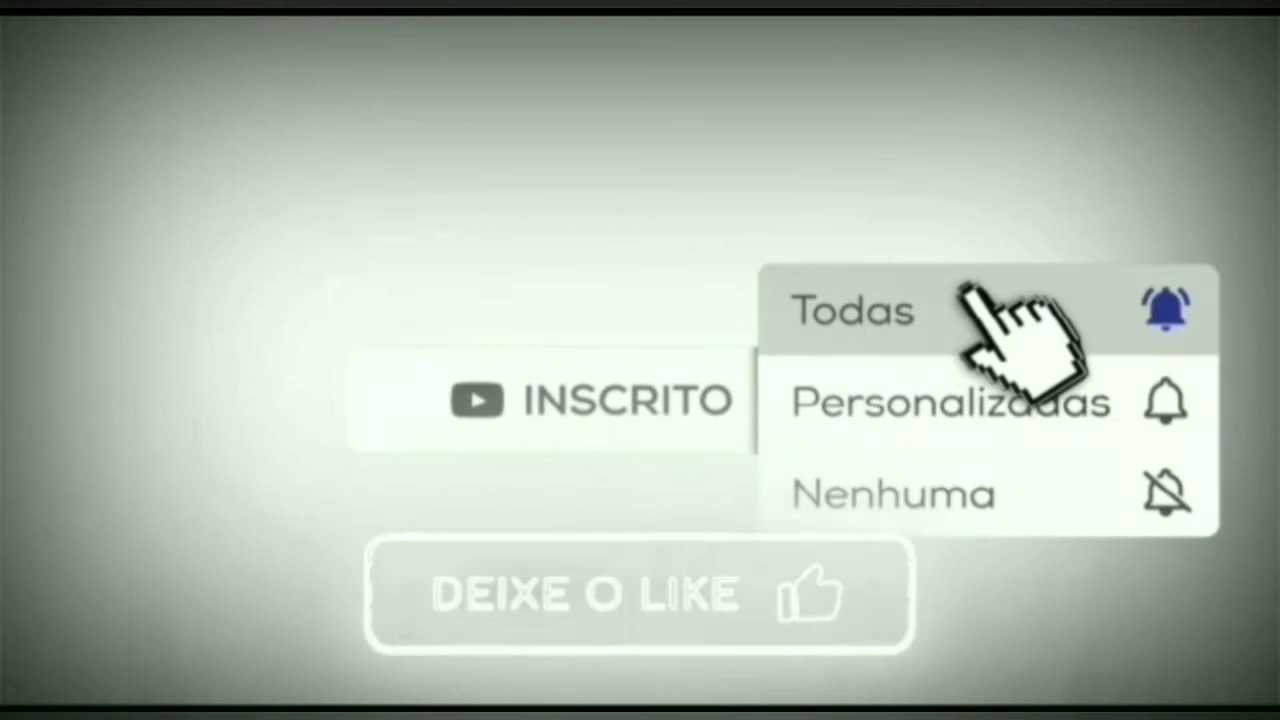 Todas
INSCRITO
Personalizadas
Nenhuma
DEIXE O LIKE